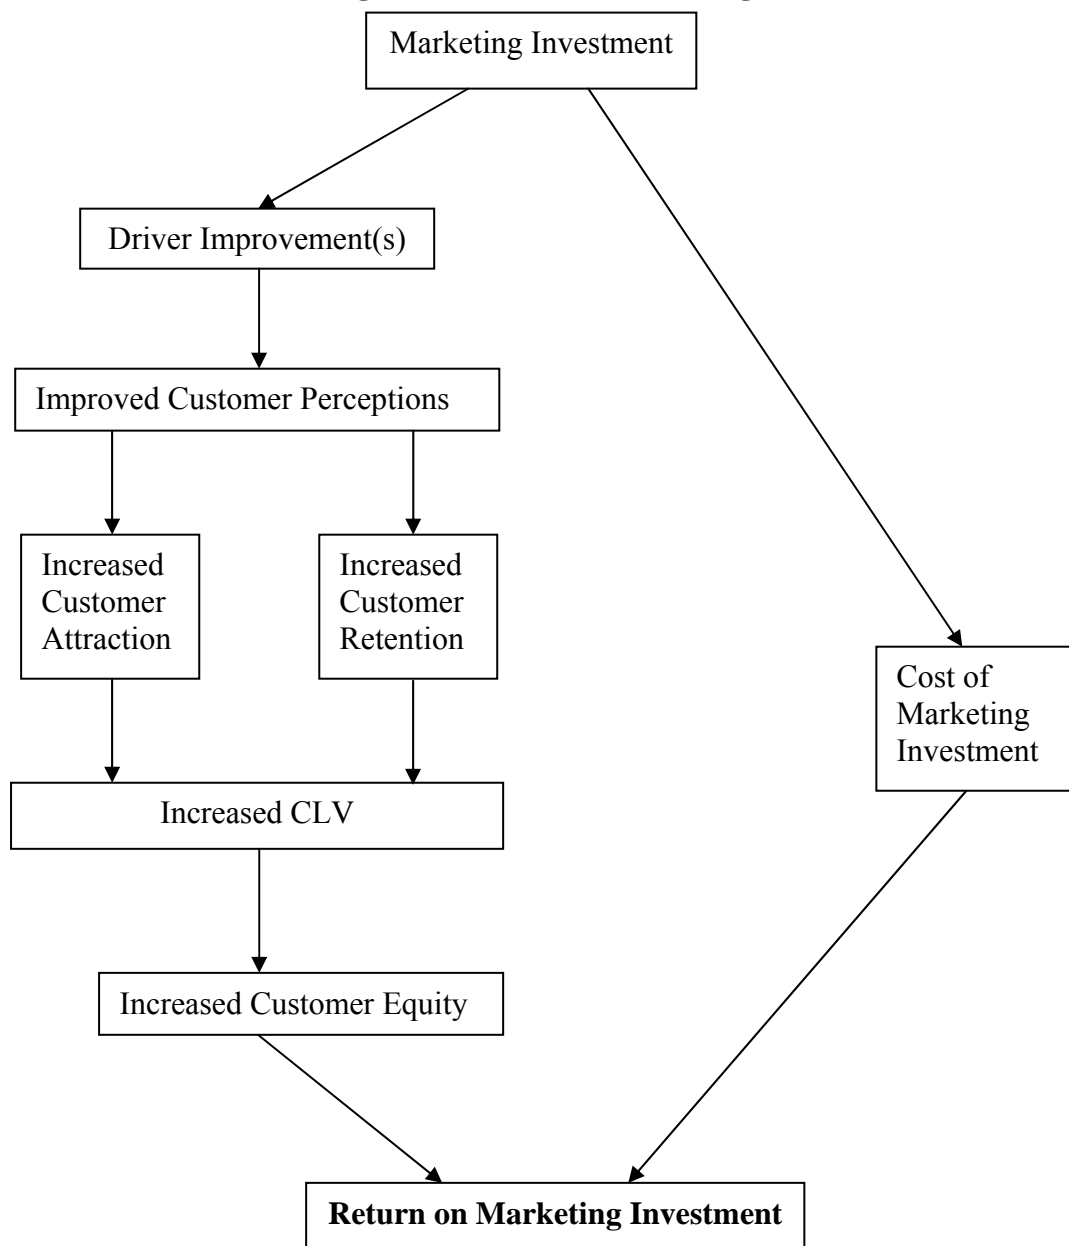 Marketing Investment
Driver Improvement(s)
Improved Customer Perceptions
Increased
Customer
Attraction
Increased
Customer
Retention
Cost of
Marketing
Investment
Increased CLV
Increased Customer Equity
Return on Marketing Investment